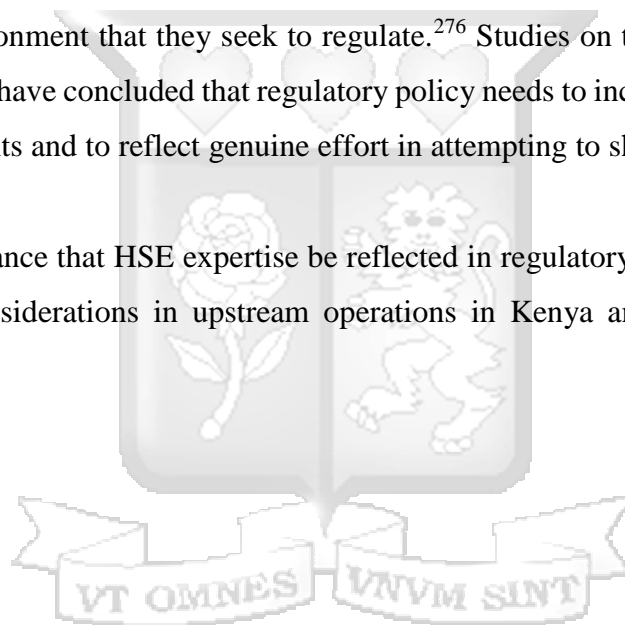 onment that they seek to regulate.276 Studies on t
have concluded that regulatory policy needs to inc
ts and to reflect genuine effort in attempting to sl
ance that HSE expertise be reflected in regulatory
siderations in upstream operations in Kenya ar
VT OMNES VNVM SINT